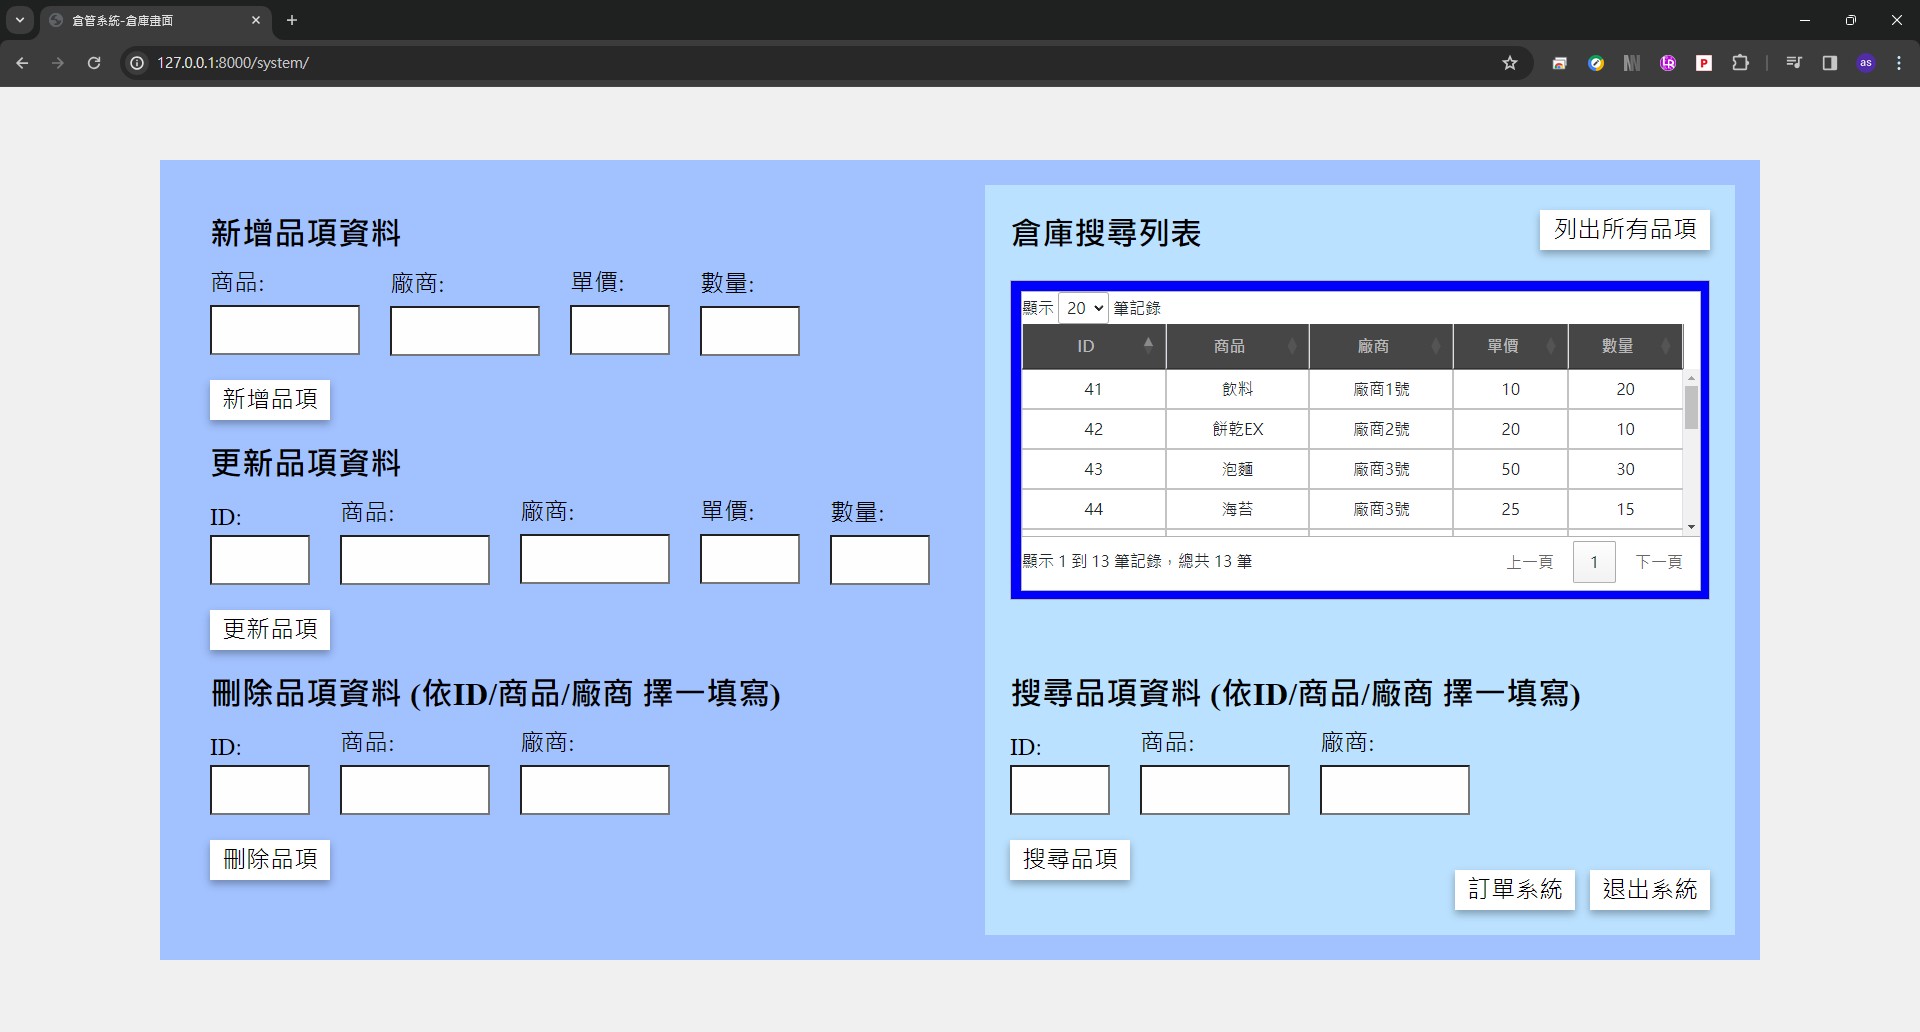 倉管系統-倉庫畫面
127.0.0.1:8000/system/
as
新增品項資料
商品: 廠商: 單價: 數量:
新增品項
更新品項資料
ID: 商品: 廠商: 單價: 數量:
更新品項
刪除品項資料 (依ID/商品/廠商 擇一填寫)
ID: 商品: 廠商:
刪除品項
倉庫搜尋列表
列出所有品項
顯示 20 筆記錄
ID 商品 廠商 單價 數量
41 飲料 廠商1號 10 20
42 餅乾EX 廠商2號 20 10
43 泡麵 廠商3號 50 30
44 海苔 廠商3號 25 15
顯示 1 到 13 筆記錄，總共 13 筆
上一頁 1 下一頁
搜尋品項資料 (依ID/商品/廠商 擇一填寫)
ID: 商品: 廠商:
搜尋品項
訂單系統 退出系統